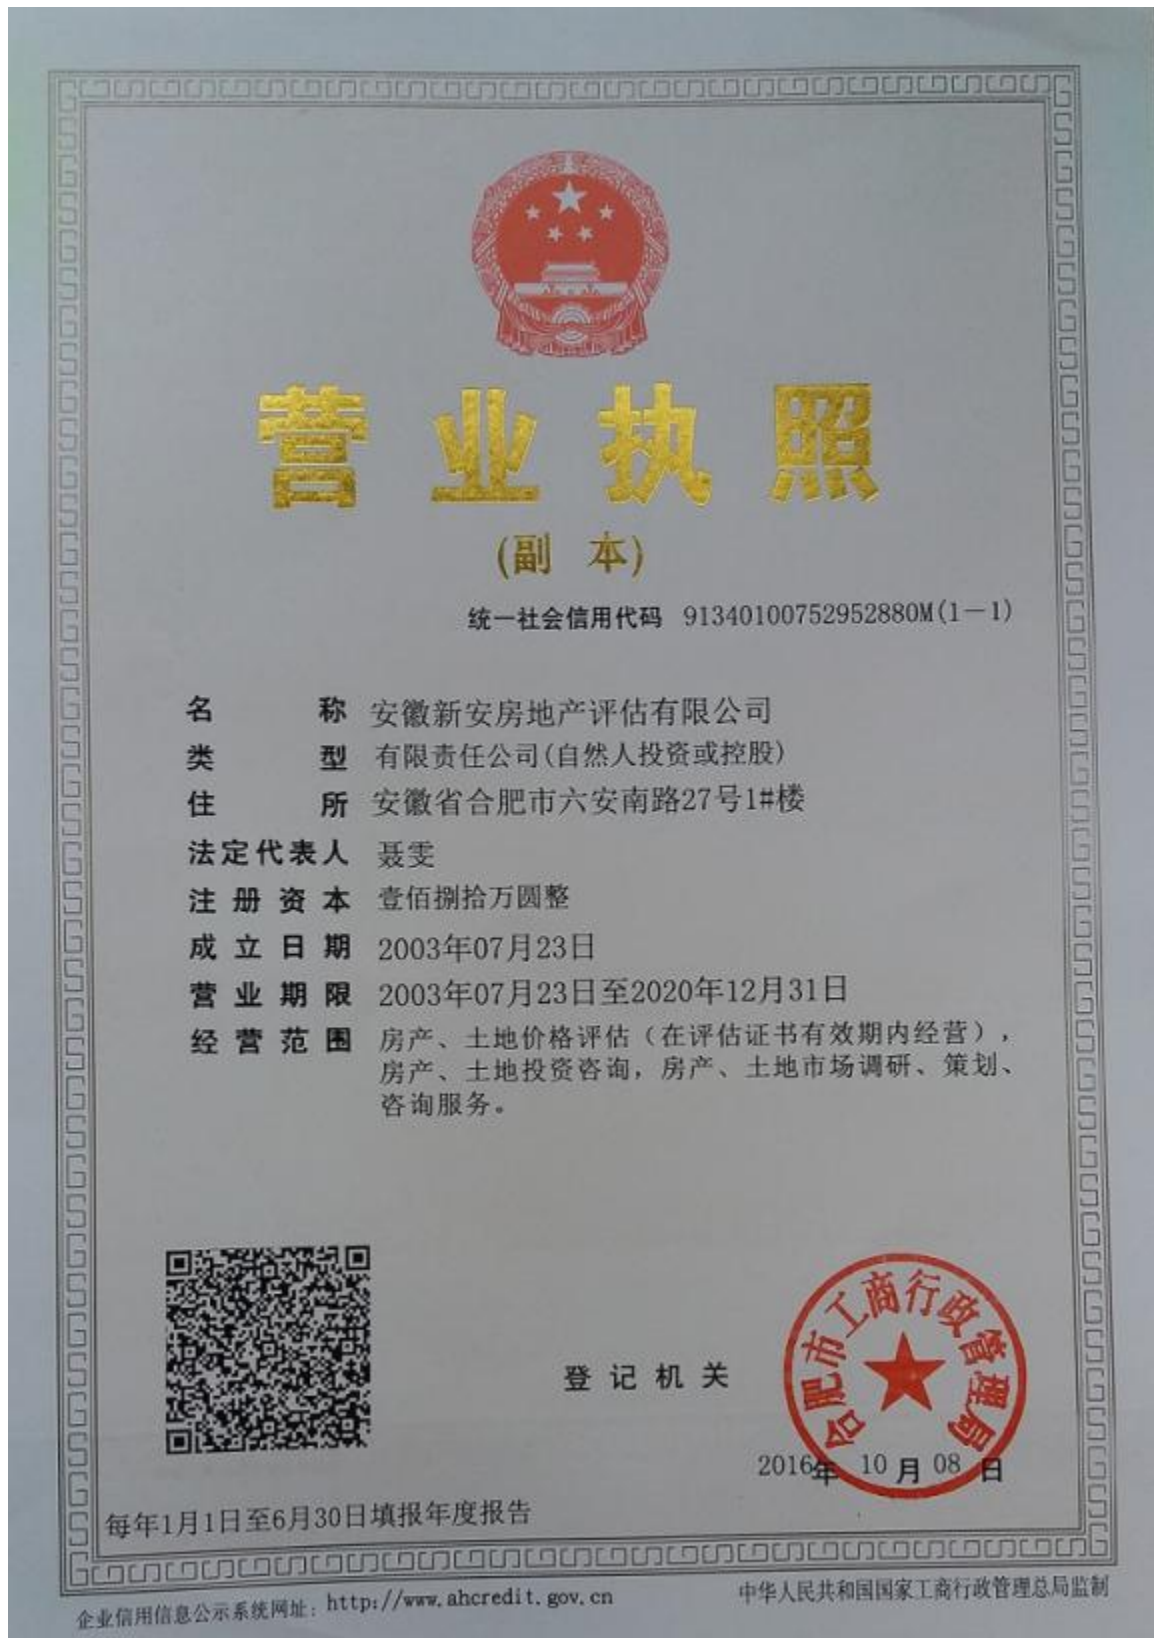 营业执照
(副 本)
统一社会信用代码 91340100752952880M(1-1)
名称 安徽新安房地产评估有限公司
类型 有限责任公司(自然人投资或控股)
住所 安徽省合肥市六安南路27号1#楼
法定代表人 聂雯
注册资本 壹佰捌拾万圆整
成立日期 2003年07月23日
营业期限 2003年07月23日至2020年12月31日
经营范围 房产、土地价格评估（在评估证书有效期内经营），
房产、土地投资咨询，房产、土地市场调研、策划、
咨询服务。
合肥市工商行政管理局
登记机关
2016年 10月08日
每年1月1日至6月30日填报年度报告
企业信用信息公示系统网址：http://www.ahcredit.gov.cn
中华人民共和国国家工商行政管理总局监制